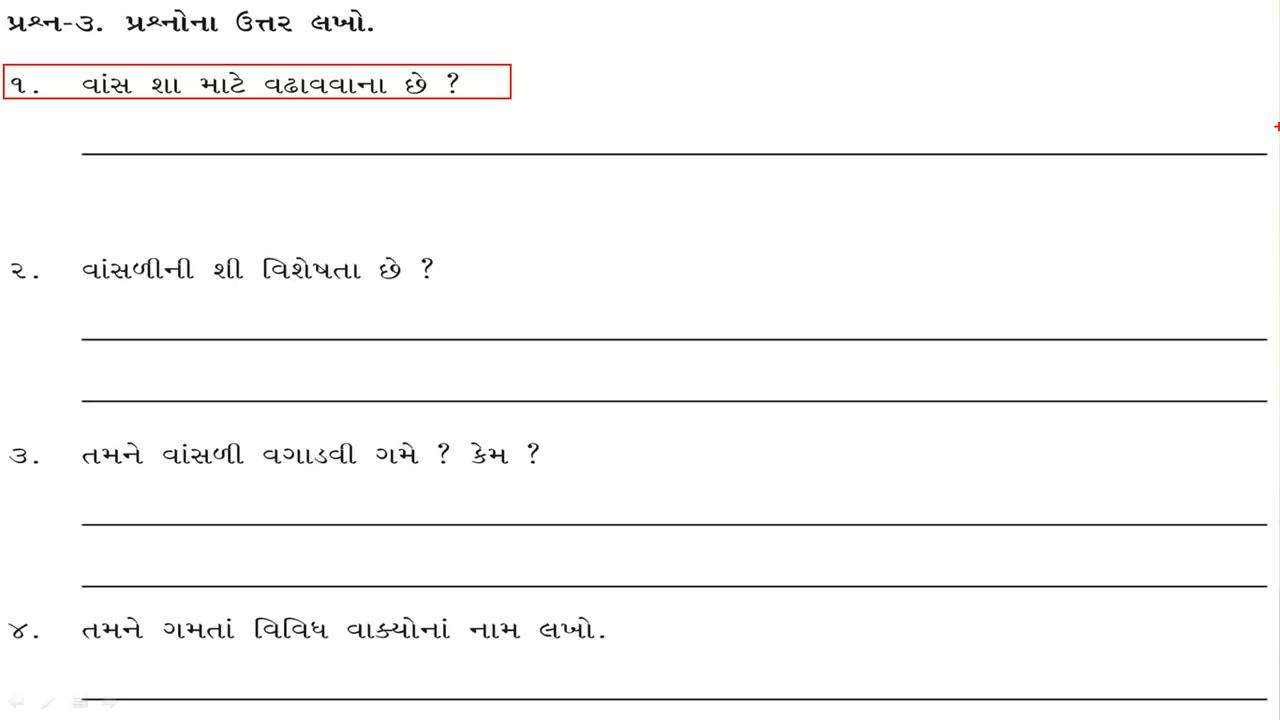 પ્રશ્ન-૩. પ્રશ્નોના ઉત્તર લખો.
૧. વાંસ શા માટે વઢાવવાના છે ?
૨. વાંસળીની શી વિશેષતા છે ?
૩. તમને વાંસળી વગાડવી ગમે ? કેમ ?
૪. તમને ગમતાં વિવિધ વાક્યોનાં નામ લખો.